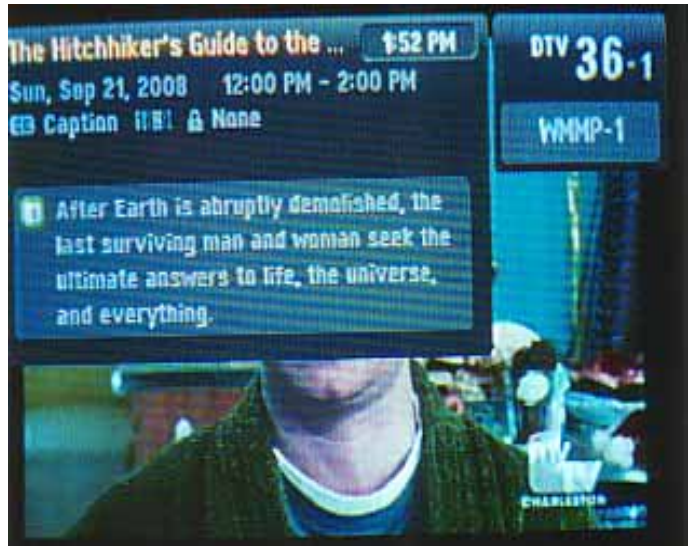 The Hitchhiker's Guide to the ... 1:52 PM
Sun, Sep 21, 2008 12:00 PM - 2:00 PM
Caption None
DTV 36-1
WMMP-1
After Earth is abruptly demolished, the
last surviving man and woman seek the
ultimate answers to life, the universe,
and everything.
CHARLESTON